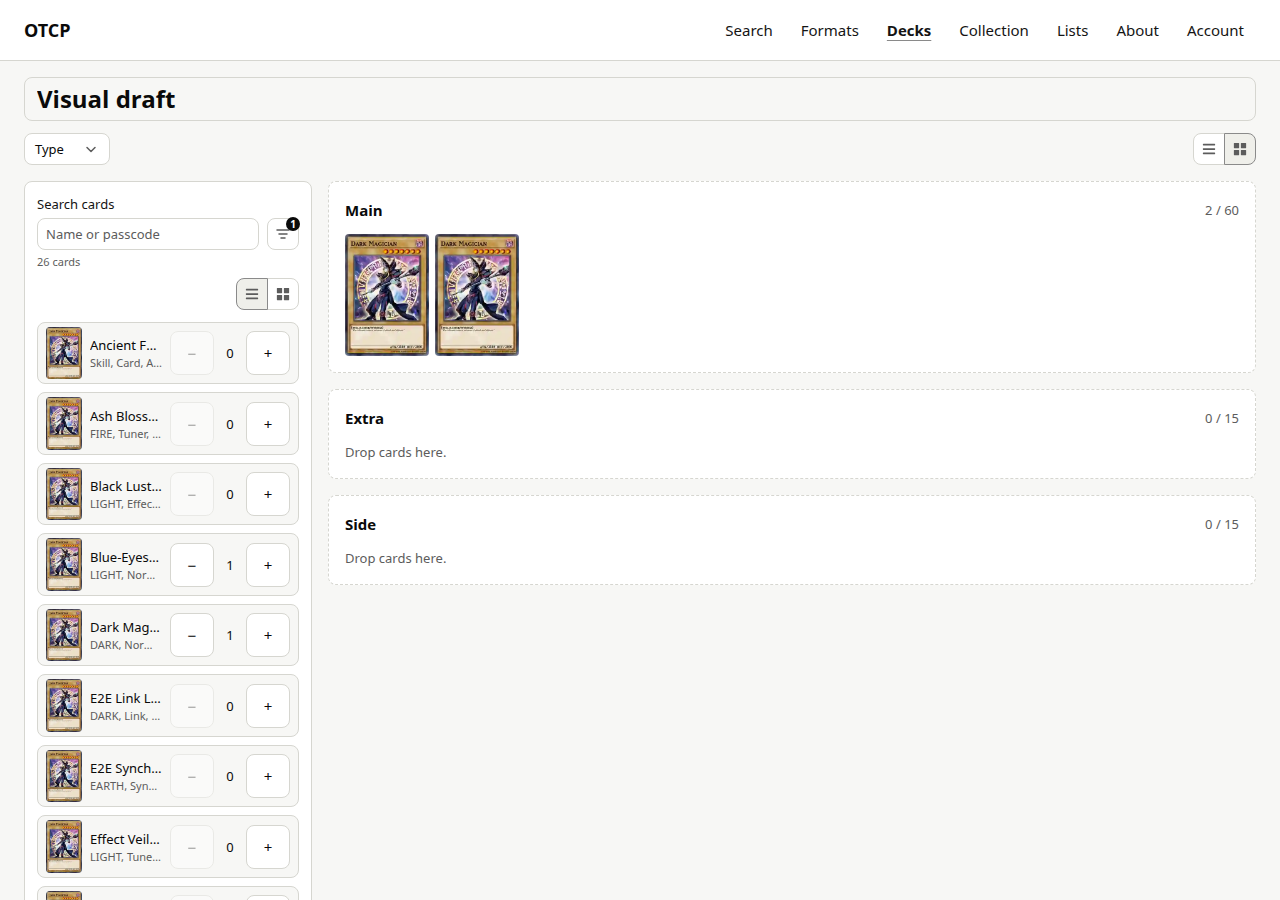 OTCP
Search Formats Decks Collection Lists About Account
Visual draft
Type
Search cards
Name or passcode
1
26 cards
Ancient F...
Skill, Card, A...
− 0 +
Ash Bloss...
FIRE, Tuner, ...
− 0 +
Black Lust...
LIGHT, Effec...
− 0 +
Blue-Eyes...
LIGHT, Nor...
− 1 +
Dark Mag...
DARK, Nor...
− 1 +
E2E Link L...
DARK, Link, ...
− 0 +
E2E Synch...
EARTH, Syn...
− 0 +
Effect Veil...
LIGHT, Tune...
− 0 +
Main 2 / 60
DARK MAGICIAN
DARK MAGICIAN
Extra 0 / 15
Drop cards here.
Side 0 / 15
Drop cards here.